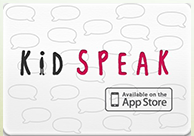 KiD SPEAK
Available on the
App Store